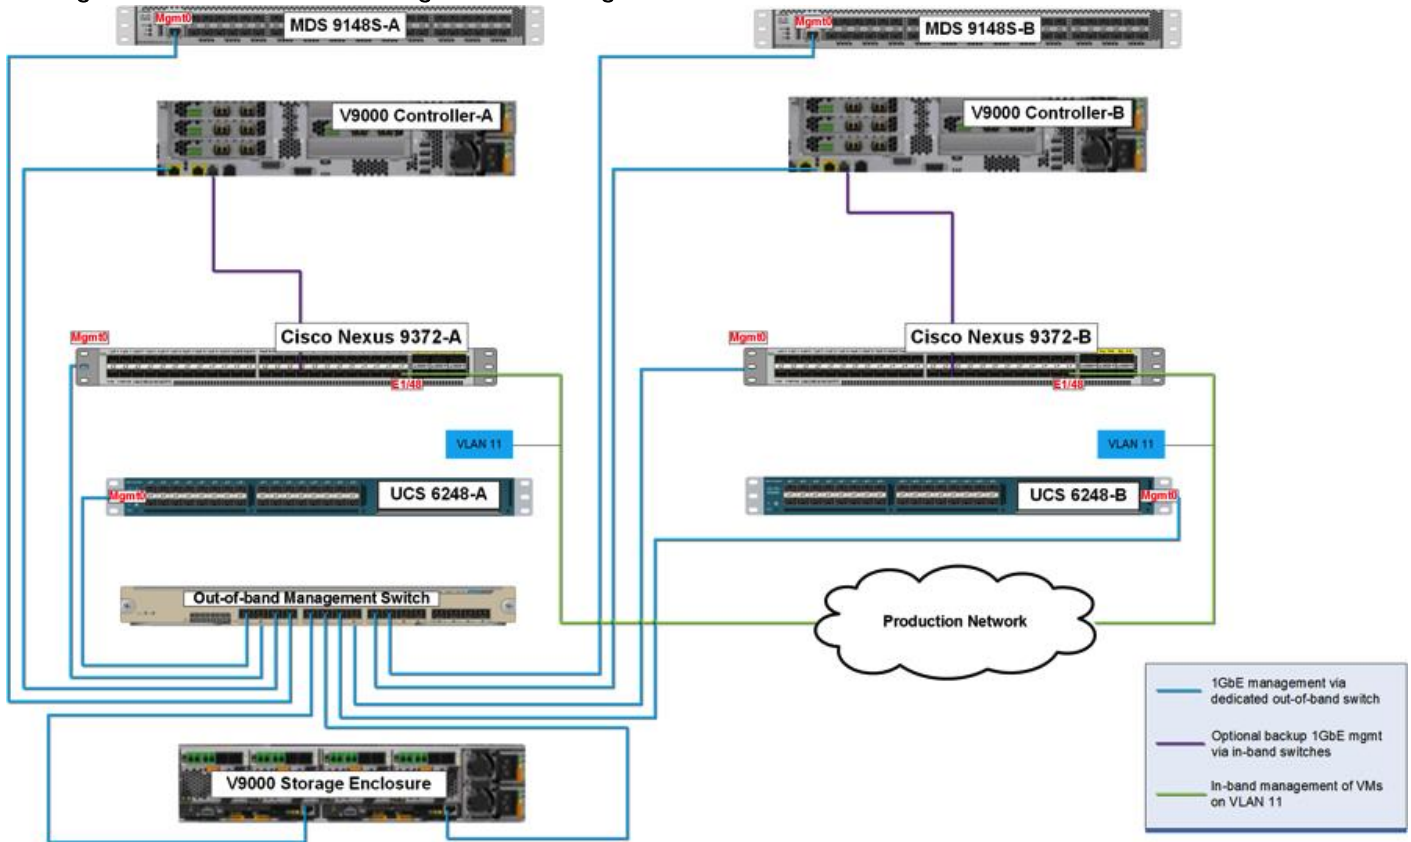 Mgmt0
MDS 9148S-A
Mgmt0
MDS 9148S-B
V9000 Controller-A
V9000 Controller-B
Mgmt0
Cisco Nexus 9372-A
E1/48
Mgmt0
Cisco Nexus 9372-B
E1/48
VLAN 11
VLAN 11
Mgmt0
UCS 6248-A
UCS 6248-B
Mgmt0
Out-of-band Management Switch
Production Network
V9000 Storage Enclosure
1GbE management via
dedicated out-of-band switch
Optional backup 1GbE mgmt
via in-band switches
In-band management of VMs
on VLAN 11